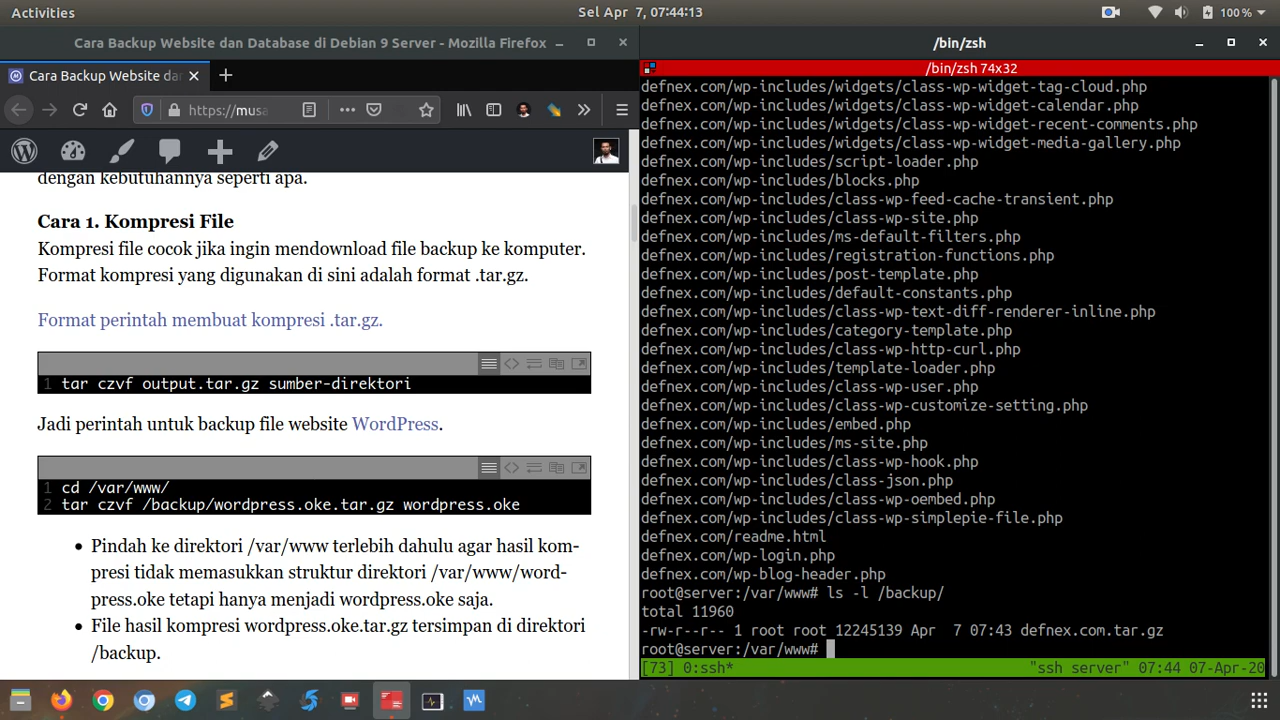 Activities
Sel Apr 7, 07:44:13
100 %
Cara Backup Website dan Database di Debian 9 Server - Mozilla Firefox
Cara Backup Website da
https://musa
dengan kebutuhannya seperti apa.
Cara 1. Kompresi File
Kompresi file cocok jika ingin mendownload file backup ke komputer.
Format kompresi yang digunakan di sini adalah format .tar.gz.
Format perintah membuat kompresi .tar.gz.
1 tar czvf output.tar.gz sumber-direktori
Jadi perintah untuk backup file website WordPress.
1 cd /var/www/
2 tar czvf /backup/wordpress.oke.tar.gz wordpress.oke
• Pindah ke direktori /var/www terlebih dahulu agar hasil kom-
presi tidak memasukkan struktur direktori /var/www/word-
press.oke tetapi hanya menjadi wordpress.oke saja.
• File hasil kompresi wordpress.oke.tar.gz tersimpan di direktori
/backup.
/bin/zsh
/bin/zsh 74x32
defnex.com/wp-includes/widgets/class-wp-widget-tag-cloud.php
defnex.com/wp-includes/widgets/class-wp-widget-calendar.php
defnex.com/wp-includes/widgets/class-wp-widget-recent-comments.php
defnex.com/wp-includes/widgets/class-wp-widget-media-gallery.php
defnex.com/wp-includes/script-loader.php
defnex.com/wp-includes/blocks.php
defnex.com/wp-includes/class-wp-feed-cache-transient.php
defnex.com/wp-includes/class-wp-site.php
defnex.com/wp-includes/ms-default-filters.php
defnex.com/wp-includes/registration-functions.php
defnex.com/wp-includes/post-template.php
defnex.com/wp-includes/default-constants.php
defnex.com/wp-includes/class-wp-text-diff-renderer-inline.php
defnex.com/wp-includes/category-template.php
defnex.com/wp-includes/class-wp-http-curl.php
defnex.com/wp-includes/template-loader.php
defnex.com/wp-includes/class-wp-user.php
defnex.com/wp-includes/class-wp-customize-setting.php
defnex.com/wp-includes/embed.php
defnex.com/wp-includes/ms-site.php
defnex.com/wp-includes/class-wp-hook.php
defnex.com/wp-includes/class-json.php
defnex.com/wp-includes/class-wp-oembed.php
defnex.com/wp-includes/class-wp-simplepie-file.php
defnex.com/readme.html
defnex.com/wp-login.php
defnex.com/wp-blog-header.php
root@server:/var/www# ls -l /backup/
total 11960
-rw-r--r-- 1 root root 12245139 Apr  7 07:43 defnex.com.tar.gz
root@server:/var/www#
[73] 0:ssh* "ssh server" 07:44 07-Apr-20